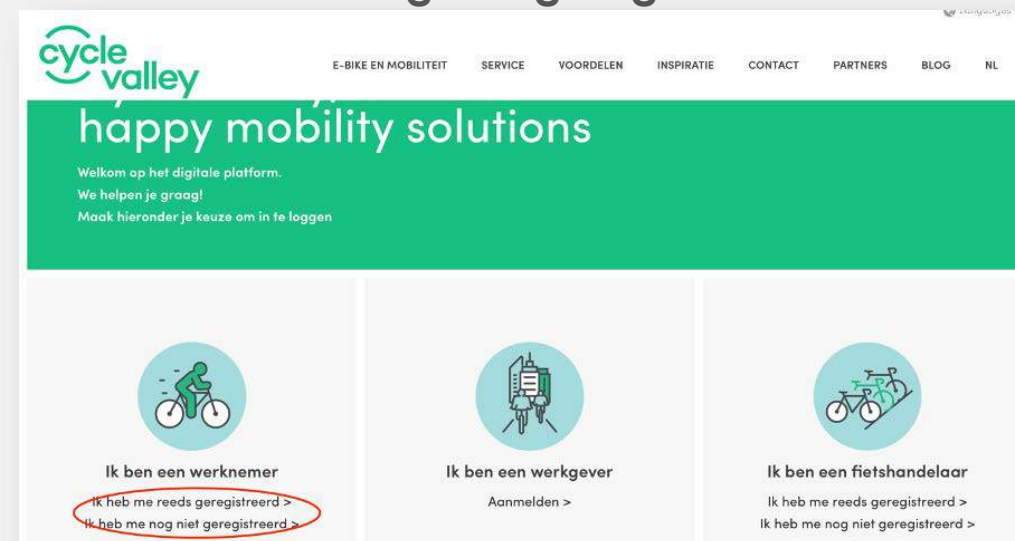 Languages
cycle
valley
E-BIKE EN MOBILITEIT SERVICE VOORDELEN INSPIRATIE CONTACT PARTNERS BLOG NL
happy mobility solutions
Welkom op het digitale platform.
We helpen je graag!
Maak hieronder je keuze om in te loggen
Ik ben een werknemer Ik ben een werkgever Ik ben een fietshandelaar
Ik heb me reeds geregistreerd > Aanmelden > Ik heb me reeds geregistreerd >
Ik heb me nog niet geregistreerd > Ik heb me nog niet geregistreerd >